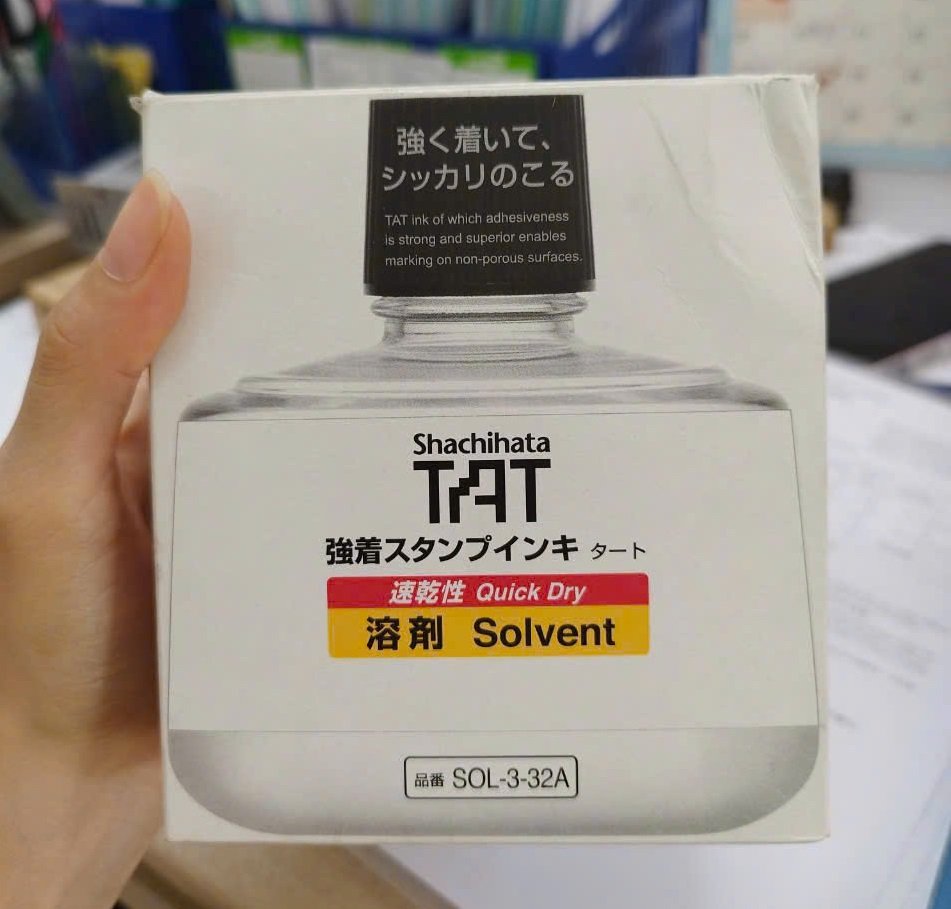 強く着いて、
シッカリのこる
TAT ink of which adhesiveness
is strong and superior enables
marking on non-porous surfaces.
Shachihata
TAT
強着スタンプインキ タート
速乾性 Quick Dry
溶剤 Solvent
品番 SOL-3-32A